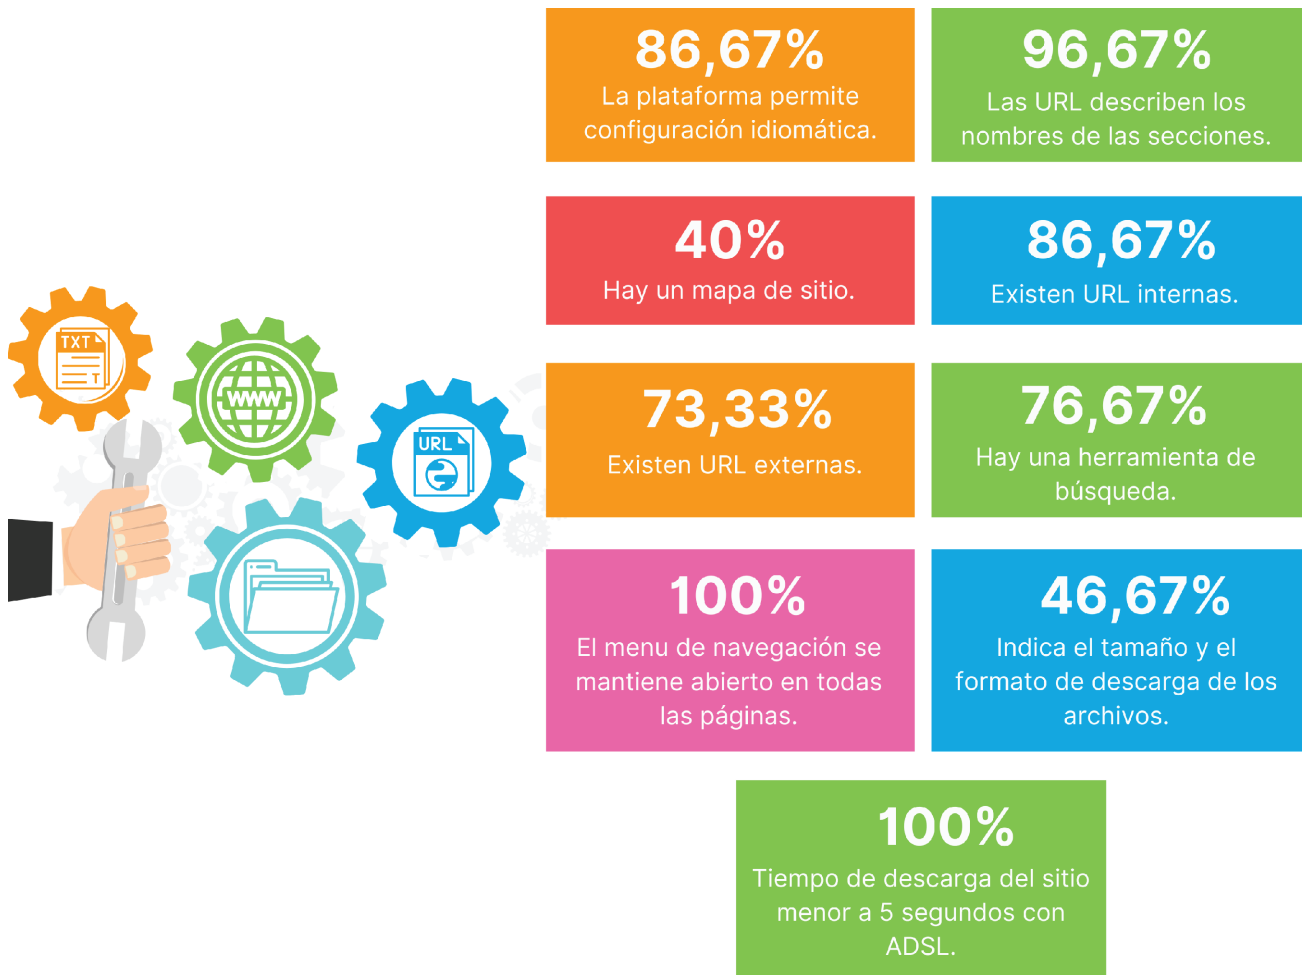 TXT
T
WWW
URL
86,67%
La plataforma permite
configuración idiomática.
96,67%
Las URL describen los
nombres de las secciones.
40%
Hay un mapa de sitio.
86,67%
Existen URL internas.
73,33%
Existen URL externas.
76,67%
Hay una herramienta de
búsqueda.
100%
El menu de navegación se
mantiene abierto en todas
las páginas.
46,67%
Indica el tamaño y el
formato de descarga de los
archivos.
100%
Tiempo de descarga del sitio
menor a 5 segundos con
ADSL.